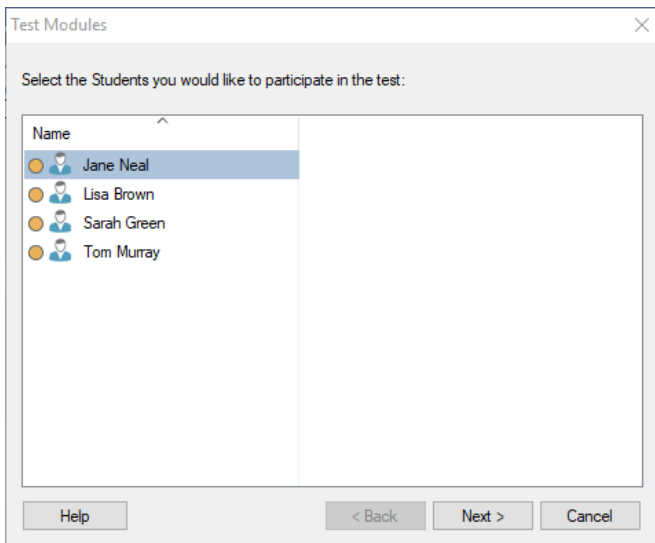 Test Modules
Select the Students you would like to participate in the test:
Name
Jane Neal
Lisa Brown
Sarah Green
Tom Murray
Help
< Back
Next >
Cancel